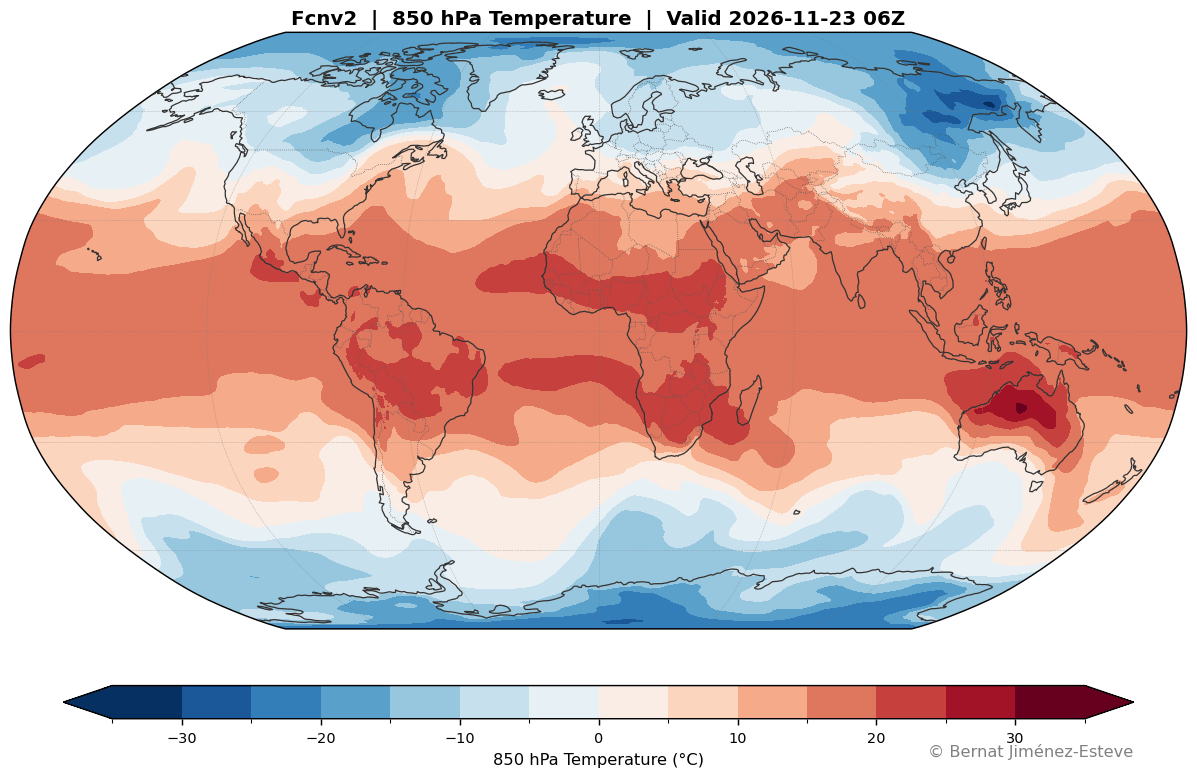 Fcnv2 | 850 hPa Temperature | Valid 2026-11-23 06Z
−30 −20 −10 0 10 20 30
850 hPa Temperature (°C)
© Bernat Jiménez-Esteve